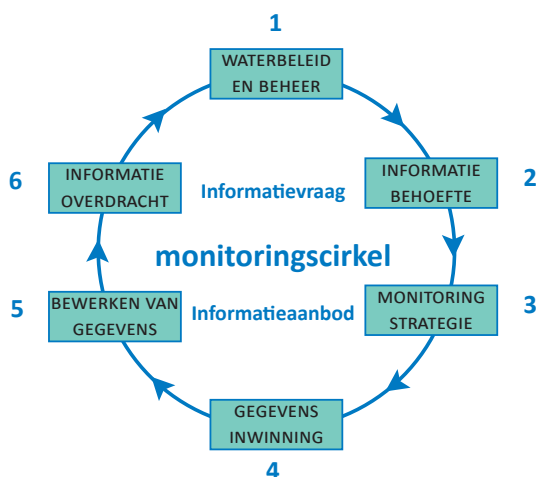 1
WATERBELEID
EN BEHEER
6
INFORMATIE
OVERDRACHT
Informatievraag
INFORMATIE
BEHOEFTE
2
monitoringscirkel
5
BEWERKEN VAN
GEGEVENS
Informatieaanbod
MONITORING
STRATEGIE
3
GEGEVENS
INWINNING
4